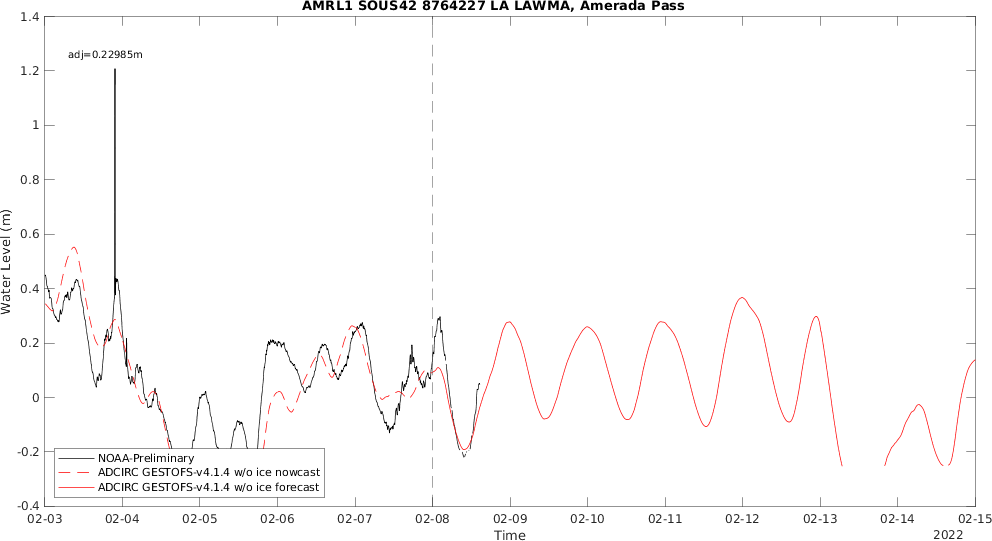 AMRL1 SOUS42 8764227 LA LAWMA, Amerada Pass
adj=0.22985m
Water Level (m)
1.4
1.2
1
0.8
0.6
0.4
0.2
0
-0.2
-0.4
NOAA-Preliminary
ADCIRC GESTOFS-v4.1.4 w/o ice nowcast
ADCIRC GESTOFS-v4.1.4 w/o ice forecast
02-03 02-04 02-05 02-06 02-07 02-08 02-09 02-10 02-11 02-12 02-13 02-14 02-15
Time
2022